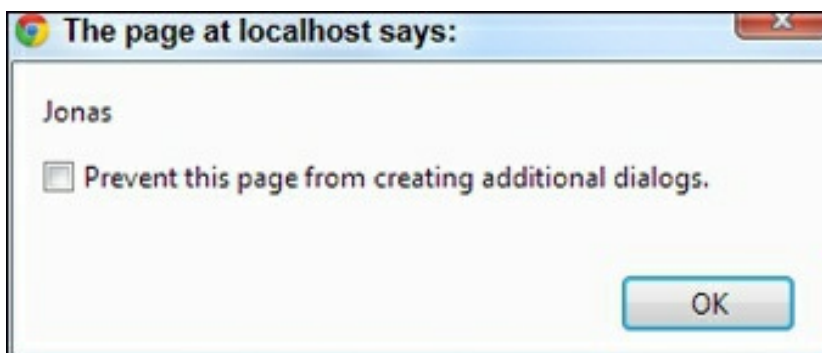 The page at localhost says:
Jonas
Prevent this page from creating additional dialogs.
OK